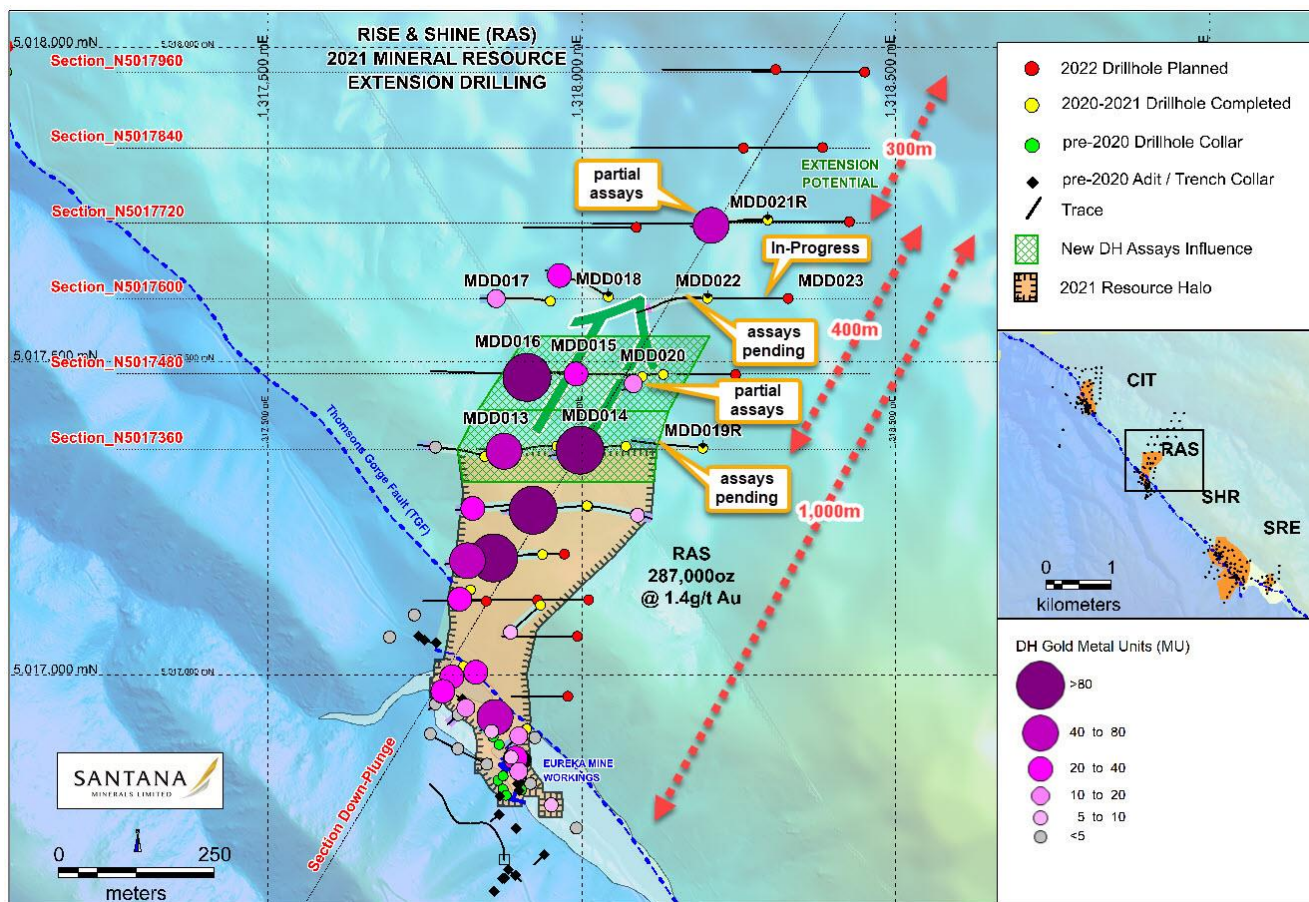 RISE & SHINE (RAS)
2021 MINERAL RESOURCE
EXTENSION DRILLING
5.018.000 mN
5.018.000 mN
Section_N5017960
1,317,500 mE
1,318,000 mE
1,318,500 mE
Section_N5017840
300m
EXTENSION
POTENTIAL
partial
assays
MDD021R
Section_N5017720
In-Progress
MDD017
MDD018
MDD022
MDD023
Section_N5017600
400m
assays
pending
MDD016
MDD015
MDD020
Section_N5017480
partial
assays
MDD013
MDD014
MDD019R
Section_N5017360
assays
pending
1,000m
Thomsons Gorge Fault (TGF)
RAS
287,000oz
@ 1.4g/t Au
5.017.000 mN
5.017.000 mN
EUREKA MINE
WORKINGS
Section Down-Plunge
SANTANA
MINERALS LIMITED
0 250
meters
2022 Drillhole Planned
2020-2021 Drillhole Completed
pre-2020 Drillhole Collar
pre-2020 Adit / Trench Collar
Trace
New DH Assays Influence
2021 Resource Halo
CIT
RAS
SHR
SRE
0 1
kilometers
DH Gold Metal Units (MU)
>80
40 to 80
20 to 40
10 to 20
5 to 10
<5